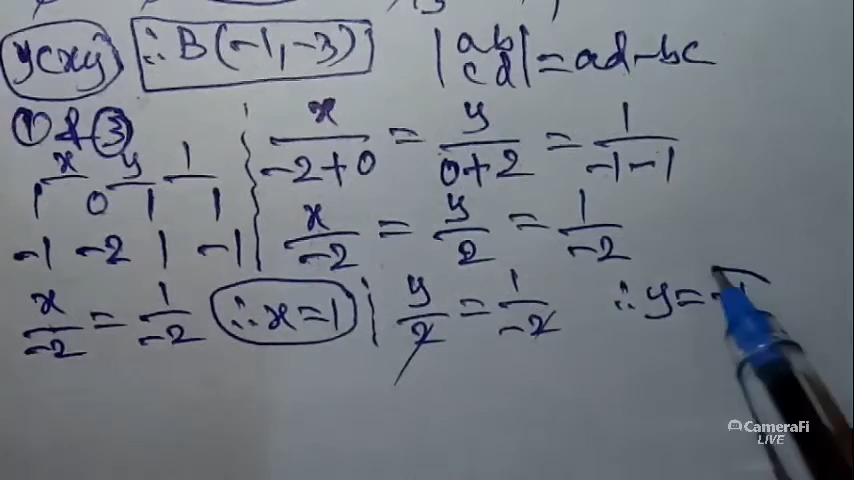 ycxy ∴ B(-1, -3) |a b| = ad - bc
|c d|
① & ③ x/(-2+0) = y/(0+2) = 1/(-1-1)
x y 1
1 0 1 1 x/-2 = y/2 = 1/-2
-1 -2 1 -1
x/-2 = 1/-2 ∴ x = 1 | y/2 = 1/-2 ∴ y =
CameraFi
LIVE